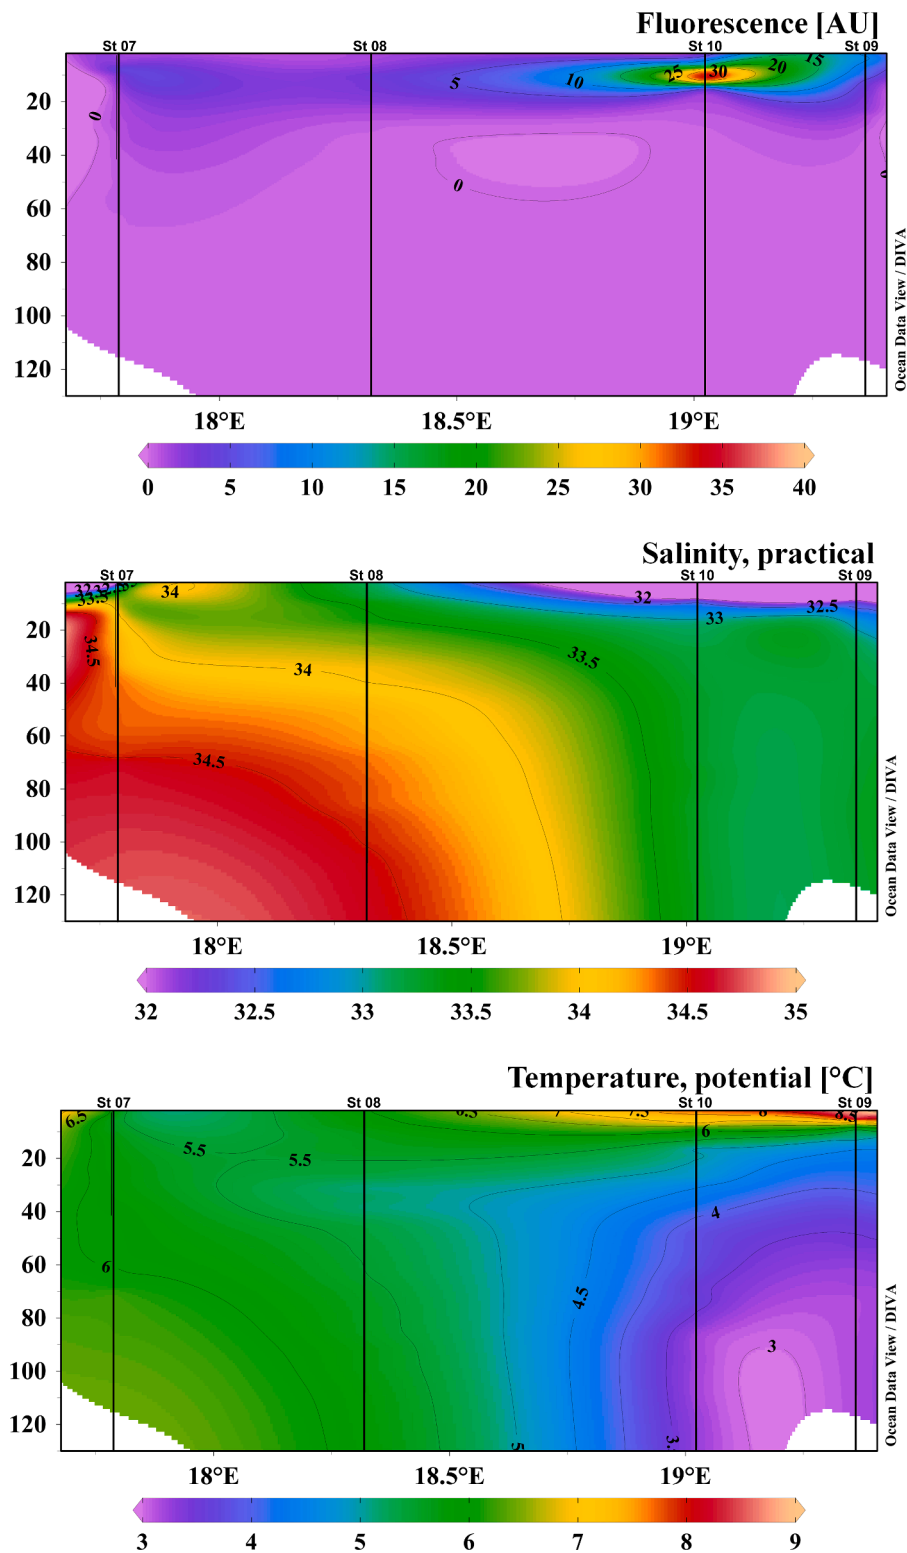 Fluorescence [AU]
St 07 St 08 St 10 St 09
0 5 10 25 30 20 15
0
20
40
60
80
100
120
18°E 18.5°E 19°E
Ocean Data View / DIVA
0 5 10 15 20 25 30 35 40
Salinity, practical
St 07 St 08 St 10 St 09
34 32 32.5
33.5 33
34.5 34 33.5
34.5
20
40
60
80
100
120
18°E 18.5°E 19°E
Ocean Data View / DIVA
32 32.5 33 33.5 34 34.5 35
Temperature, potential [°C]
St 07 St 08 St 10 St 09
6.5 6.5 7 7.5 8 8.5
5.5 5.5 6
4
6 4.5
3
5 3.
20
40
60
80
100
120
18°E 18.5°E 19°E
Ocean Data View / DIVA
3 4 5 6 7 8 9